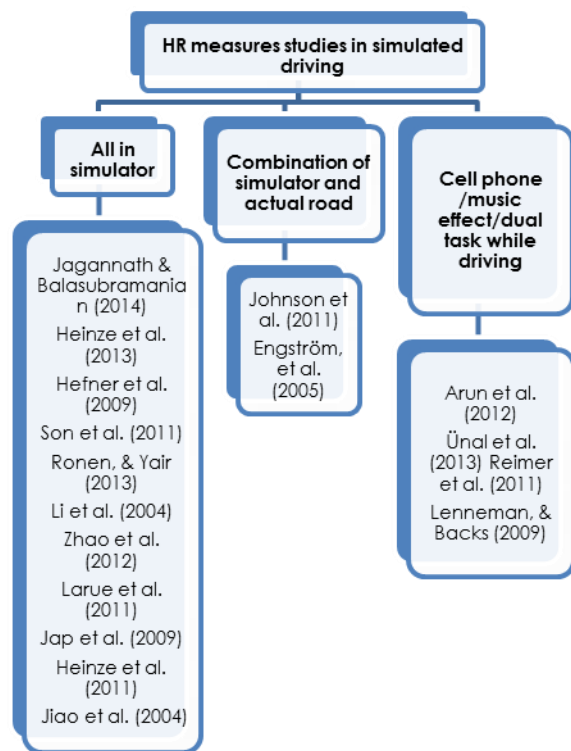 HR measures studies in simulated
driving
All in
simulator
Jagannath &
Balasubramania
n (2014)
Heinze et al.
(2013)
Hefner et al.
(2009)
Son et al. (2011)
Ronen, & Yair
(2013)
Li et al. (2004)
Zhao et al.
(2012)
Larue et al.
(2011)
Jap et al. (2009)
Heinze et al.
(2011)
Jiao et al. (2004)
Combination of
simulator and
actual road
Johnson et
al. (2011)
Engström,
et al.
(2005)
Cell phone
/music
effect/dual
task while
driving
Arun et al.
(2012)
Ünal et al.
(2013) Reimer
et al. (2011)
Lenneman, &
Backs (2009)